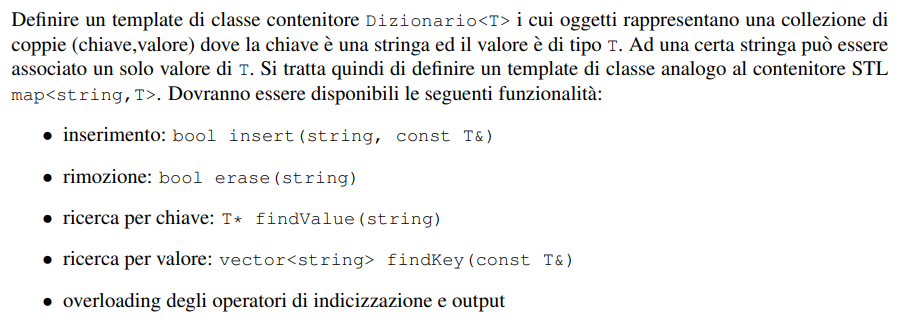 Definire un template di classe contenitore Dizionario<T> i cui oggetti rappresentano una collezione di
coppie (chiave,valore) dove la chiave è una stringa ed il valore è di tipo T. Ad una certa stringa può essere
associato un solo valore di T. Si tratta quindi di definire un template di classe analogo al contenitore STL
map<string,T>. Dovranno essere disponibili le seguenti funzionalità:
• inserimento: bool insert(string, const T&)
• rimozione: bool erase(string)
• ricerca per chiave: T* findValue(string)
• ricerca per valore: vector<string> findKey(const T&)
• overloading degli operatori di indicizzazione e output